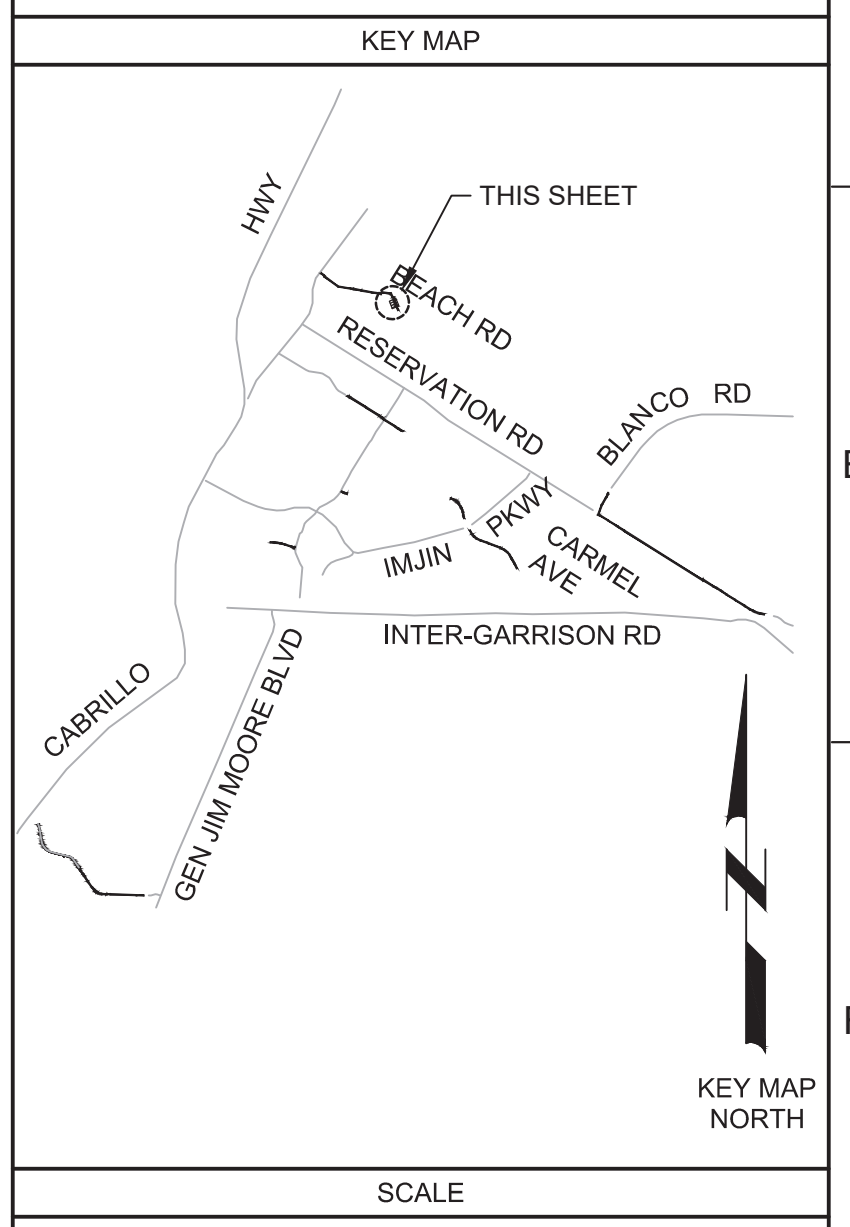 KEY MAP
HWY
THIS SHEET
BEACH RD
RESERVATION RD
BLANCO RD
PKWY
IMJIN
CARMEL
AVE
INTER-GARRISON RD
CABRILLO
GEN JIM MOORE BLVD
N
KEY MAP
NORTH
SCALE